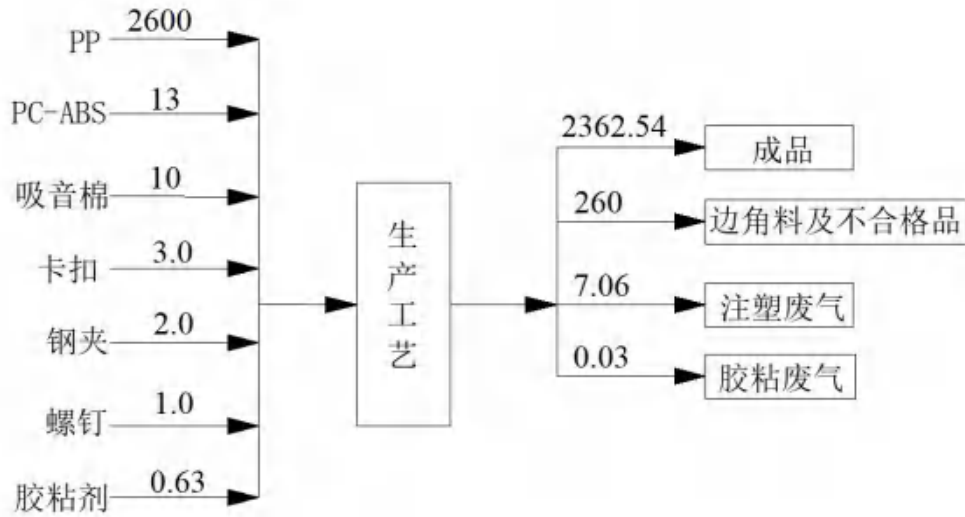 PP 2600
PC-ABS 13
吸音棉 10
卡扣 3.0
钢夹 2.0
螺钉 1.0
胶粘剂 0.63
生产工艺
2362.54 成品
260 边角料及不合格品
7.06 注塑废气
0.03 胶粘废气